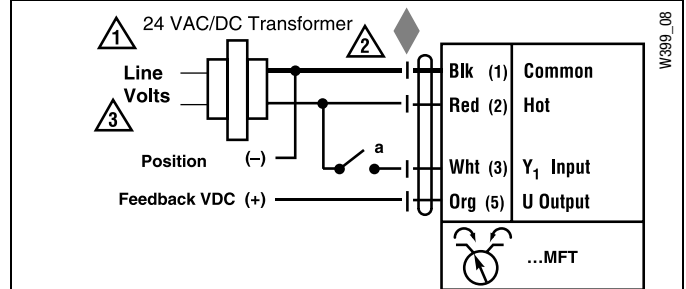 1 24 VAC/DC Transformer
2
W399_08
Line
Volts
3
Blk (1) Common
Red (2) Hot
a
Position (–)
Wht (3) Y1 Input
Feedback VDC (+)
Org (5) U Output
...MFT